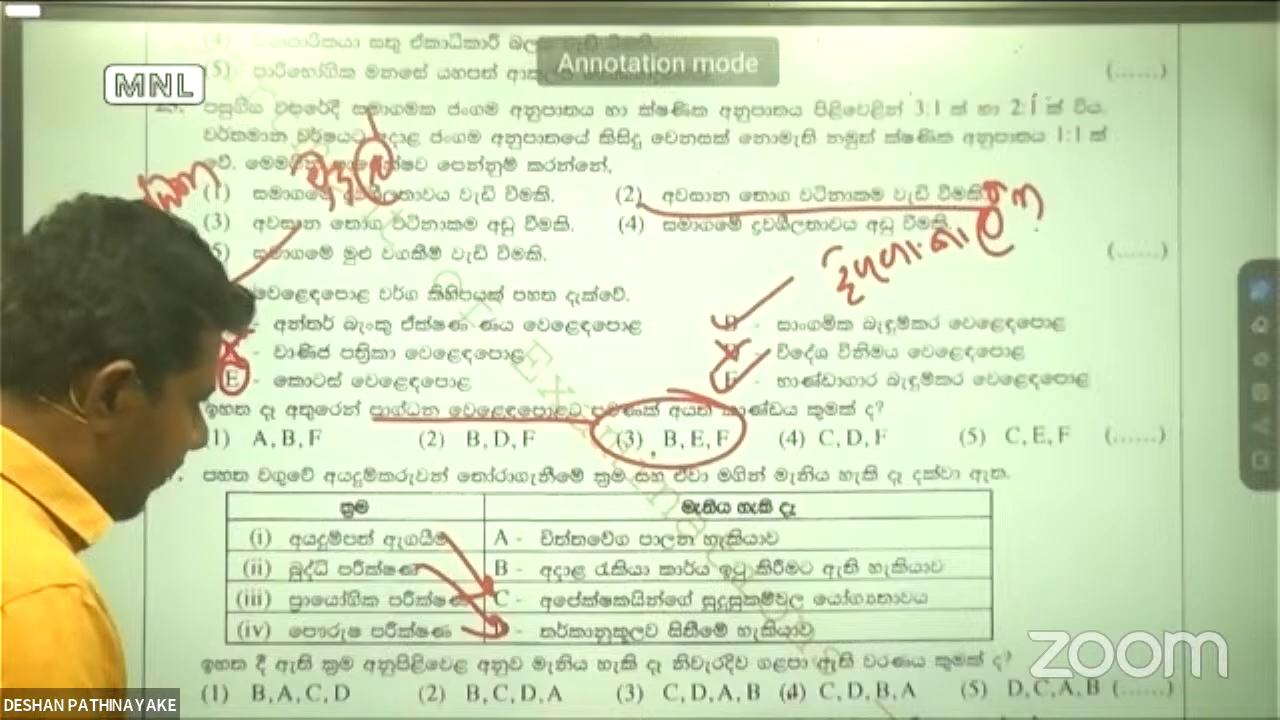 සතු ඒකාධිකාරී
Annotation mode
MNL
(5) පාරිභෝගික මනසේ යහපත් (......)
වසරේදී සමාගමක ජංගම අනුපාතය හා ක්ෂණික අනුපාතය පිළිවෙළින් 3:1 ක් හා 2:1 ක් විය.
වර්තමාන වර්ෂයට අදාළ ජංගම අනුපාතයේ කිසිදු වෙනසක් නොමැති නමුත් ක්ෂණික අනුපාතය 1:1 ක්
වේ. පෙන්නුම් කරන්නේ,
(1) සමාගමේ වැඩි වීමකි. (2) අවසාන තොග වටිනාකම වැඩි වීමකි.
(3) අවසාන තොග වටිනාකම අඩු වීමකි. (4) සමාගමේ ද්‍රවශීලතාවය අඩු වීමකි.
සමාගමේ මුළු වගකීම් වැඩි වීමකි. (......)
වෙළෙඳපොළ වර්ග කිහිපයක් පහත දැක්වේ.
- අන්තර් බැංකු ඒක්ෂණ ණය වෙළෙඳපොළ B - සාංගමික බැඳුම්කර වෙළෙඳපොළ
- වාණිජ පත්‍රිකා වෙළෙඳපොළ - විදේශ විනිමය වෙළෙඳපොළ
E - කොටස් වෙළෙඳපොළ F - භාණ්ඩාගාර බැඳුම්කර වෙළෙඳපොළ
ඉහත දෑ අතුරෙන් ප්‍රාග්ධන වෙළෙඳපොළට පමණක් අයත් කාණ්ඩය කුමක් ද?
(1) A, B, F (2) B, D, F (3) B, E, F (4) C, D, F (5) C, E, F (......)
පහත වගුවේ අයදුම්කරුවන් තෝරාගැනීමේ ක්‍රම සහ ඒවා මගින් මැනිය හැකි දෑ දක්වා ඇත.
ක්‍රම මැනිය හැකි දෑ
(i) අයදුම්පත් ඇගයීම A - චිත්තවේග පාලන හැකියාව
(ii) බුද්ධි පරීක්ෂණ B - අදාළ රැකියා කාර්ය ඉටු කිරීමට ඇති හැකියාව
(iii) ප්‍රායෝගික පරීක්ෂණ C - අපේක්ෂකයින්ගේ සුදුසුකම්වල යෝග්‍යතාවය
(iv) පෞරුෂ පරීක්ෂණ D - තර්කානුකූලව සිතීමේ හැකියාව
ඉහත දී ඇති ක්‍රම අනුපිළිවෙළ අනුව මැනිය හැකි දෑ නිවැරදිව ගළපා ඇති වරණය කුමක් ද?
(1) B, A, C, D (2) B, C, D, A (3) C, D, A, B (4) C, D, B, A (5) D, C, A, B (......)
zoom
DESHAN PATHINAYAKE